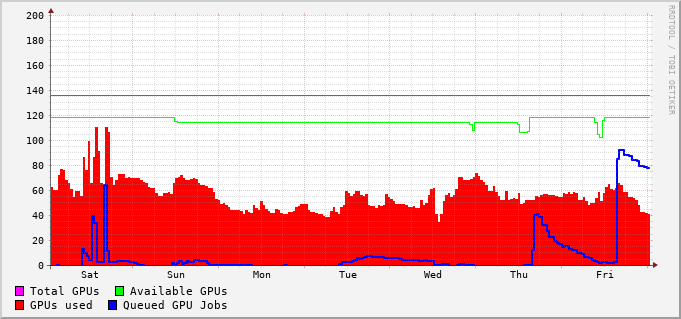 RRDTOOL / TOBI OETIKER
200
180
160
140
120
100
80
60
40
20
0
Sat Sun Mon Tue Wed Thu Fri
Total GPUs Available GPUs
GPUs used Queued GPU Jobs